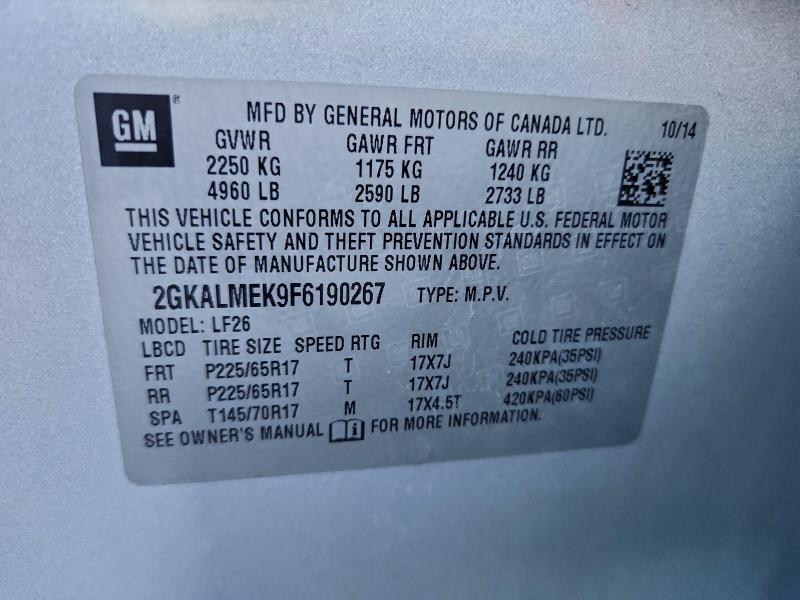 GM®
MFD BY GENERAL MOTORS OF CANADA LTD. 10/14
GVWR GAWR FRT GAWR RR
2250 KG 1175 KG 1240 KG
4960 LB 2590 LB 2733 LB
THIS VEHICLE CONFORMS TO ALL APPLICABLE U.S. FEDERAL MOTOR
VEHICLE SAFETY AND THEFT PREVENTION STANDARDS IN EFFECT ON
THE DATE OF MANUFACTURE SHOWN ABOVE.
2GKALMEK9F6190267 TYPE: M.P.V.
MODEL: LF26
LBCD TIRE SIZE SPEED RTG RIM COLD TIRE PRESSURE
FRT P225/65R17 T 17X7J 240KPA(35PSI)
RR P225/65R17 T 17X7J 240KPA(35PSI)
SPA T145/70R17 M 17X4.5T 420KPA(60PSI)
SEE OWNER'S MANUAL FOR MORE INFORMATION.